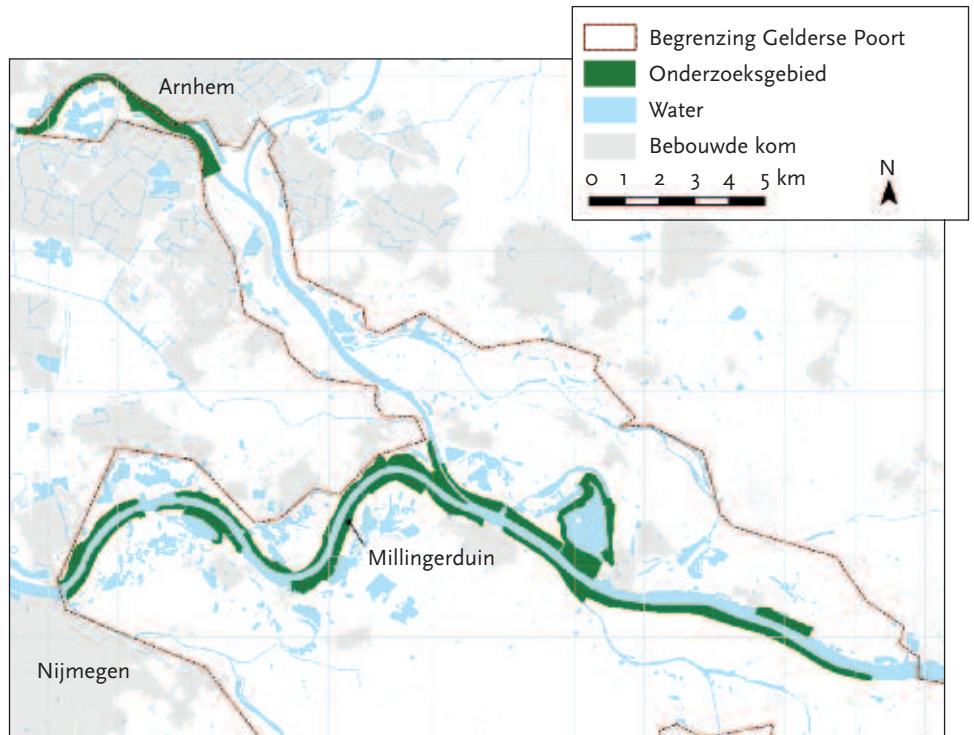 Begrenzing Gelderse Poort
Onderzoeksgebied
Water
Bebouwde kom
0 1 2 3 4 5 km
N
Arnhem
Millingerduin
Nijmegen